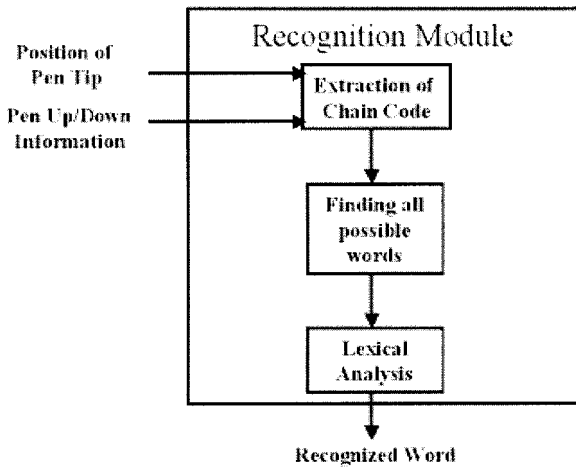 Recognition Module
Position of
Pen Tip
Extraction of
Chain Code
Pen Up/Down
Information
Finding all
possible
words
Lexical
Analysis
Recognized Word